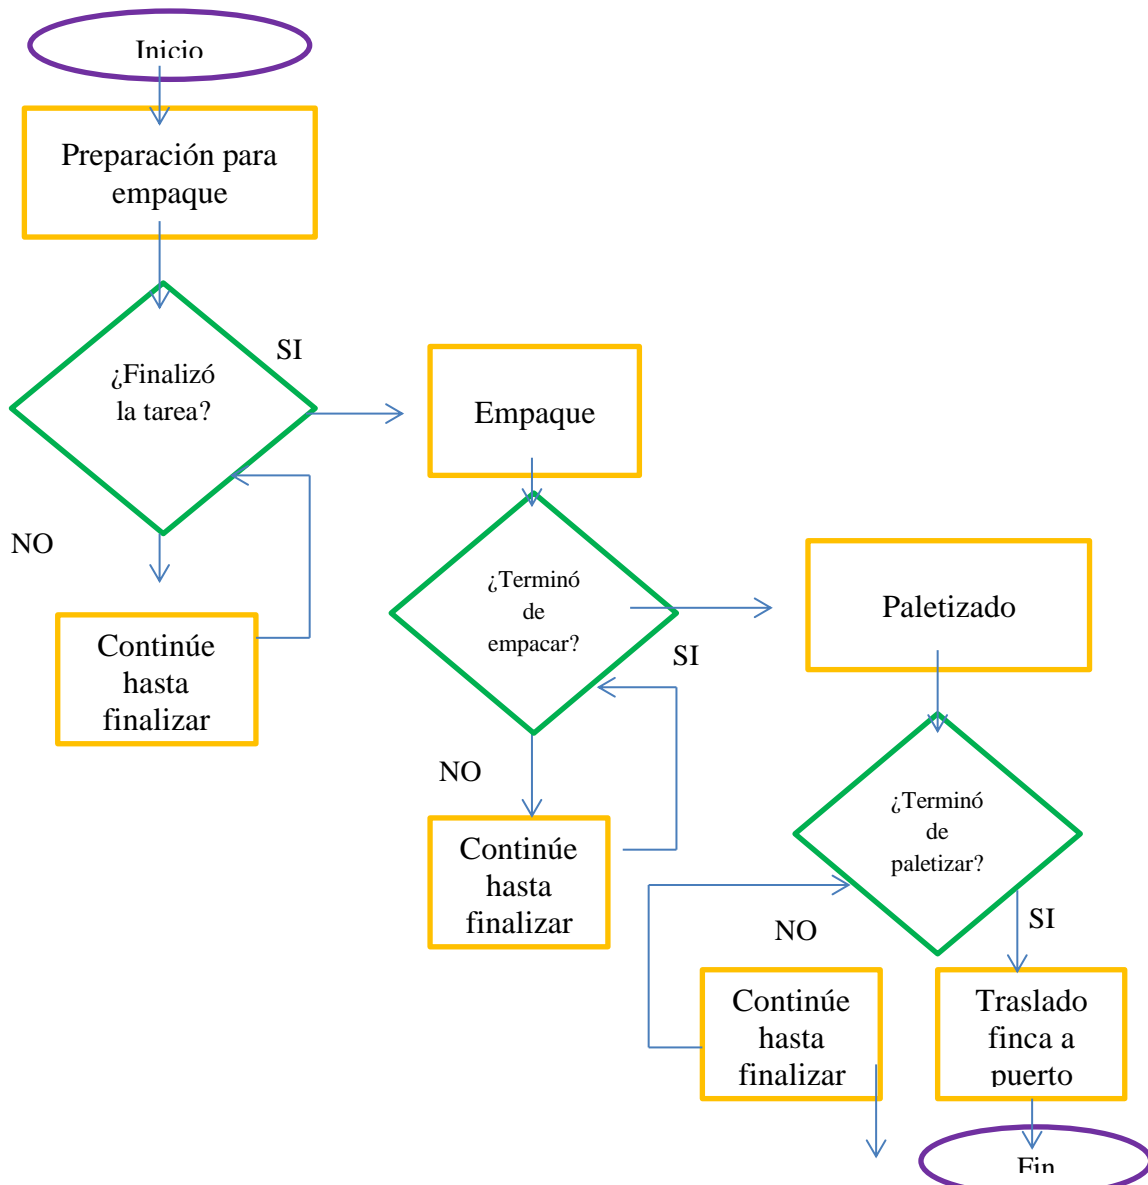 Inicio
Preparación para
empaque
¿Finalizó
la tarea?
SI
NO
Continúe
hasta
finalizar
Empaque
¿Terminó
de
empacar?
SI
NO
Continúe
hasta
finalizar
Paletizado
¿Terminó
de
paletizar?
NO
SI
Continúe
hasta
finalizar
Traslado
finca a
puerto
Fin